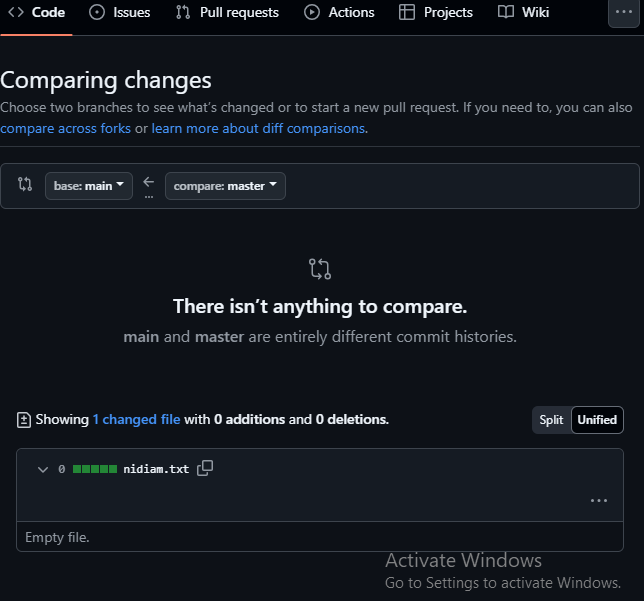 Code Issues Pull requests Actions Projects Wiki ...
Comparing changes
Choose two branches to see what's changed or to start a new pull request. If you need to, you can also
compare across forks or learn more about diff comparisons.
base: main ← compare: master
...
There isn't anything to compare.
main and master are entirely different commit histories.
Showing 1 changed file with 0 additions and 0 deletions.
Split Unified
0 nidiam.txt
...
Empty file.
Activate Windows
Go to Settings to activate Windows.